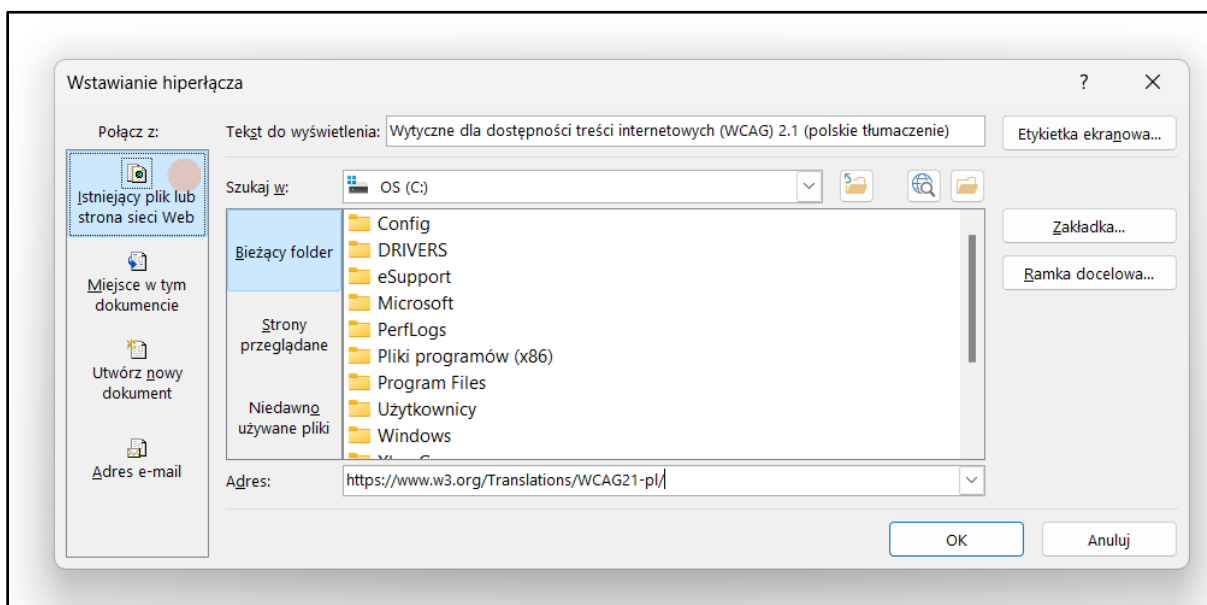 Wstawianie hiperłącza
?
Połącz z:
Tekst do wyświetlenia:
Wytyczne dla dostępności treści internetowych (WCAG) 2.1 (polskie tłumaczenie)
Etykietka ekranowa...
Istniejący plik lub
strona sieci Web
Miejsce w tym
dokumencie
Utwórz nowy
dokument
Adres e-mail
Szukaj w:
OS (C:)
Bieżący folder
Strony
przeglądane
Niedawno
używane pliki
Config
DRIVERS
eSupport
Microsoft
PerfLogs
Pliki programów (x86)
Program Files
Użytkownicy
Windows
Zakładka...
Ramka docelowa...
Adres:
https://www.w3.org/Translations/WCAG21-pl/
OK
Anuluj